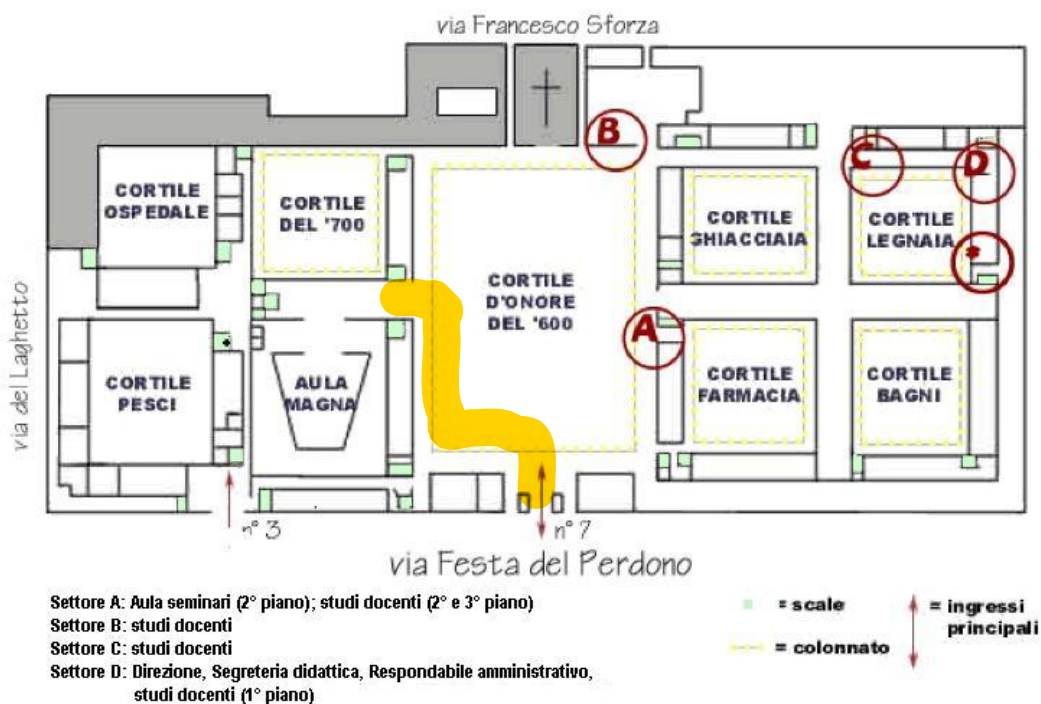 via Francesco Sforza
B
C
D
CORTILE
OSPEDALE
CORTILE
DEL '700
CORTILE
GHIACCIAIA
CORTILE
LEGNAIA
*
CORTILE
D'ONORE
DEL '600
via del Laghetto
A
CORTILE
PESCI
AULA
MAGNA
CORTILE
FARMACIA
CORTILE
BAGNI
n° 3
n° 7
via Festa del Perdono
Settore A: Aula seminari (2° piano); studi docenti (2° e 3° piano)
Settore B: studi docenti
Settore C: studi docenti
Settore D: Direzione, Segreteria didattica, Respondabile amministrativo,
studi docenti (1° piano)
= scale
= colonnato
= ingressi
principali